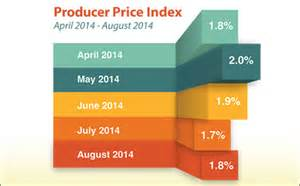 Producer Price Index
April 2014 - August 2014
April 2014 1.8%
May 2014 2.0%
June 2014 1.9%
July 2014 1.7%
August 2014 1.8%